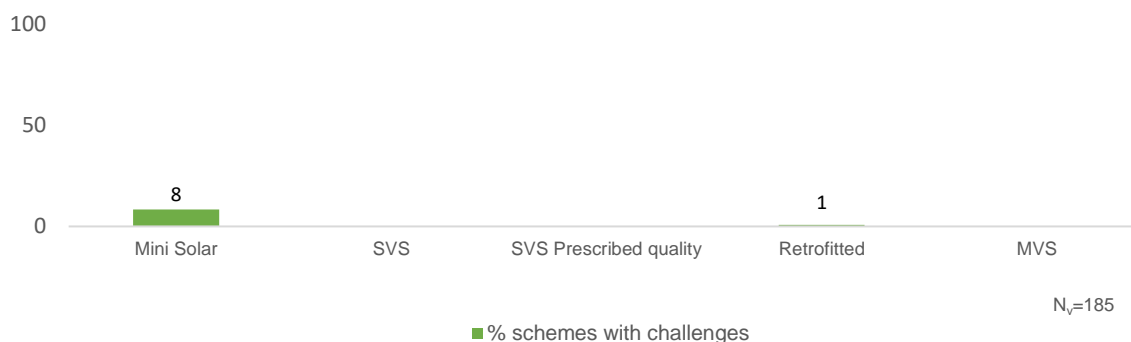 100
50
0
8
1
Mini Solar SVS SVS Prescribed quality Retrofitted MVS
Nᵥ=185
% schemes with challenges